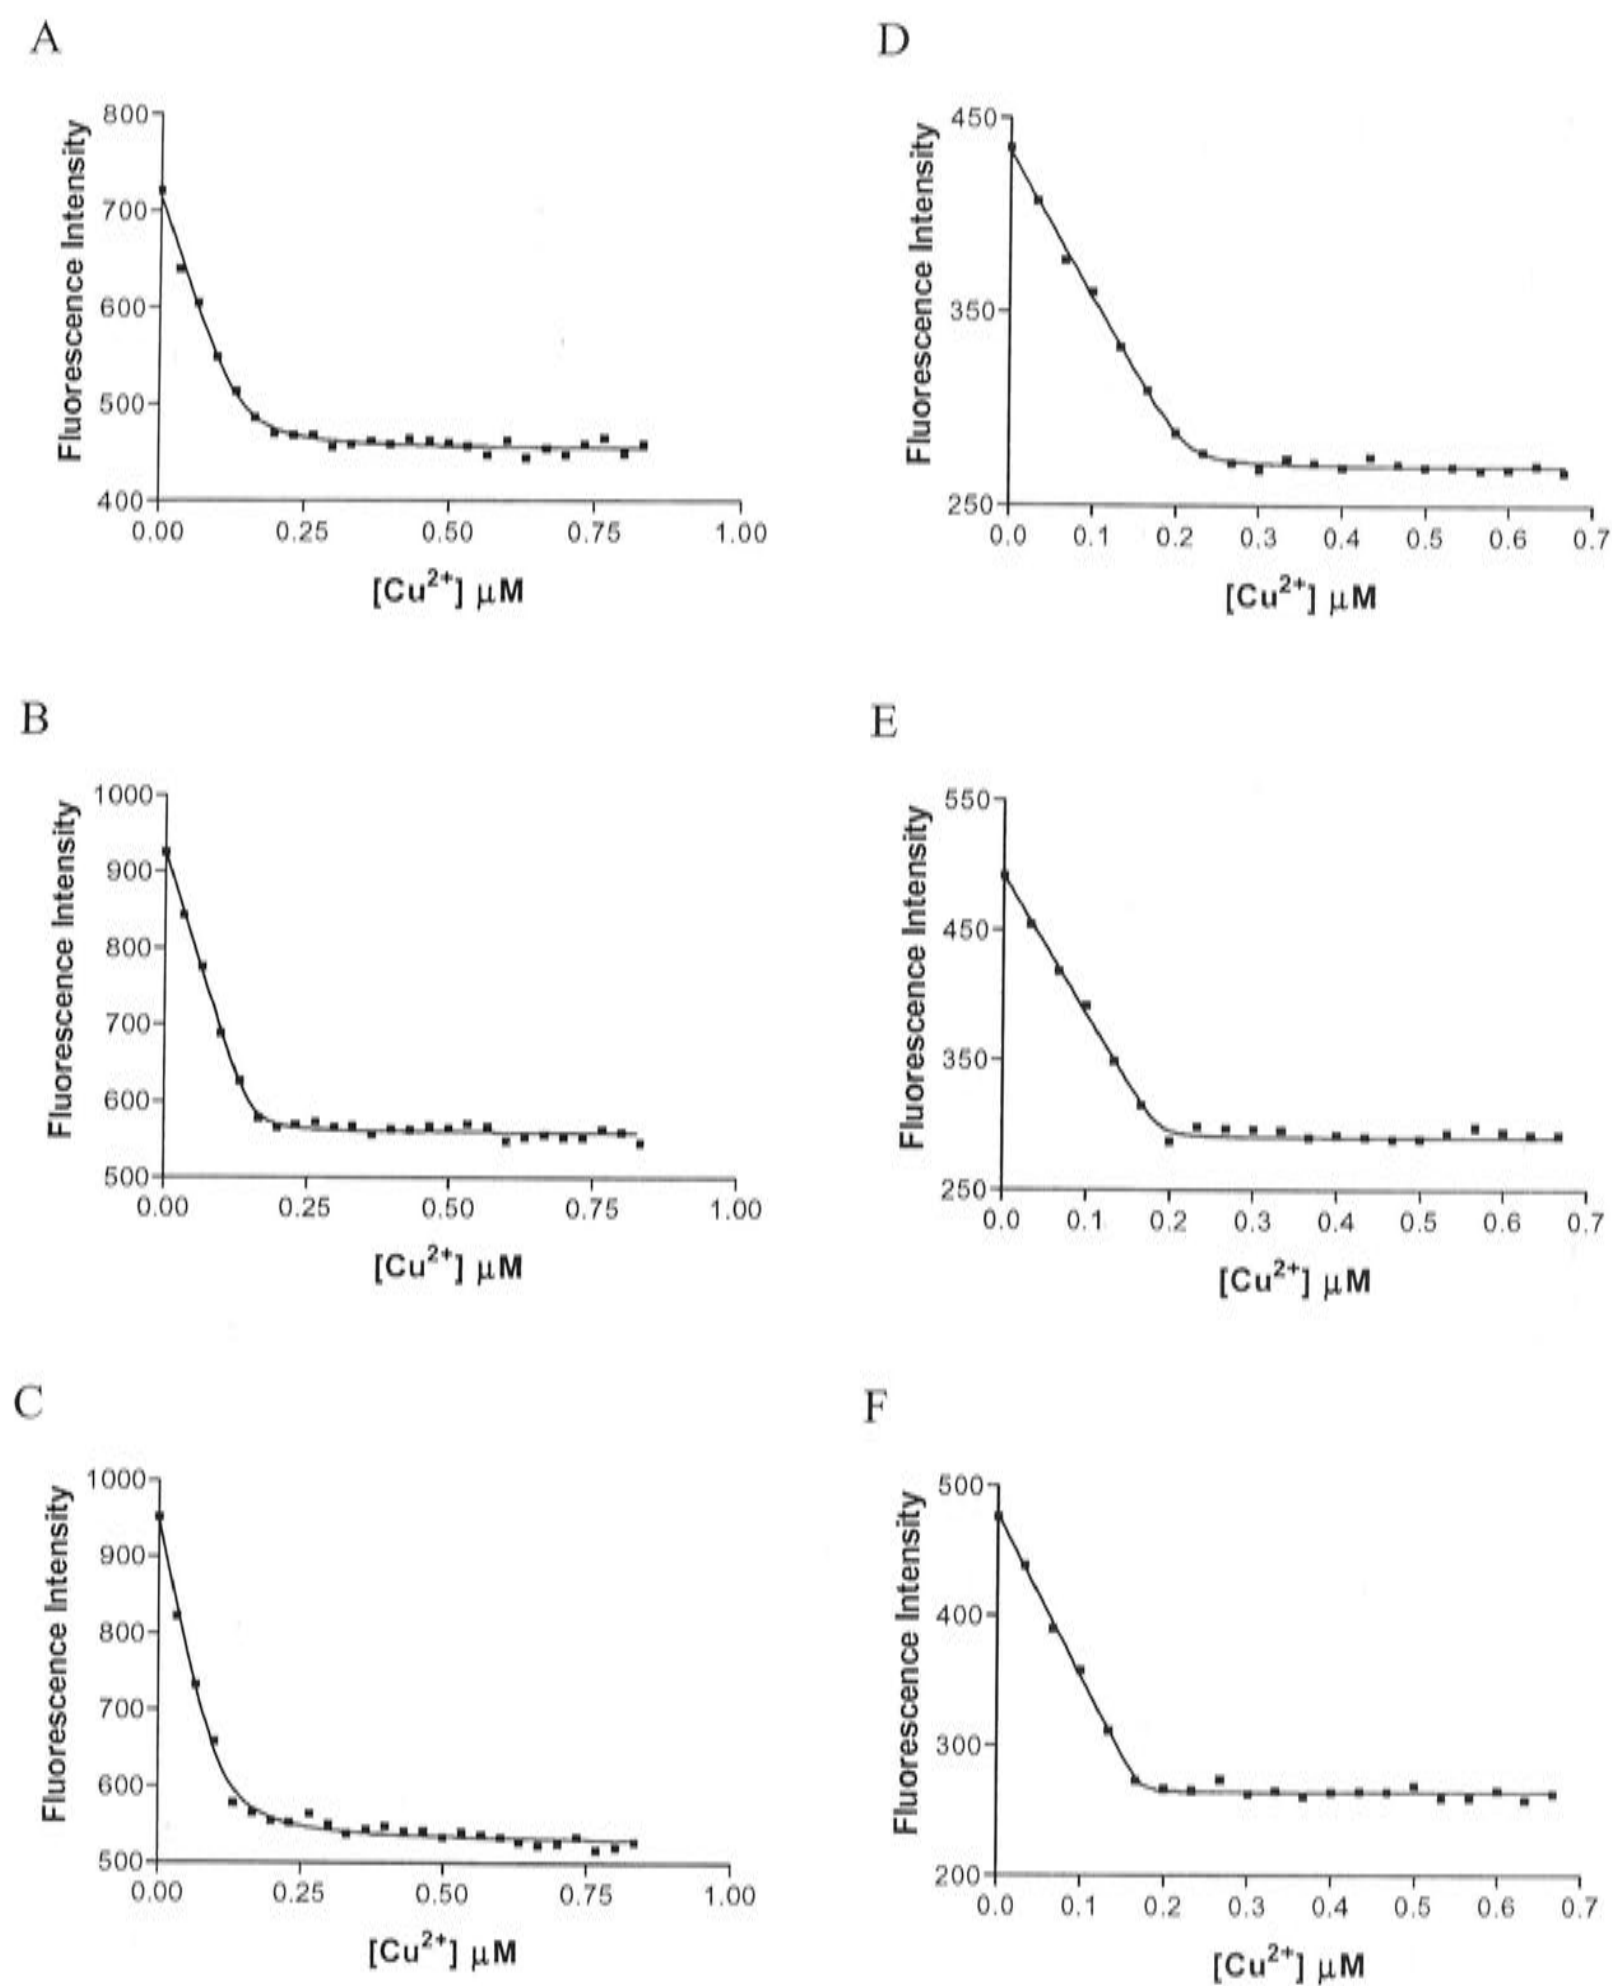 A
Fluorescence Intensity
800
700
600
500
400
0.00 0.25 0.50 0.75 1.00
[Cu2+] µM
B
Fluorescence Intensity
1000
900
800
700
600
500
0.00 0.25 0.50 0.75 1.00
[Cu2+] µM
C
Fluorescence Intensity
1000
900
800
700
600
500
0.00 0.25 0.50 0.75 1.00
[Cu2+] µM
D
Fluorescence Intensity
450
350
250
0.0 0.1 0.2 0.3 0.4 0.5 0.6 0.7
[Cu2+] µM
E
Fluorescence Intensity
550
450
350
250
0.0 0.1 0.2 0.3 0.4 0.5 0.6 0.7
[Cu2+] µM
F
Fluorescence Intensity
500
400
300
200
0.0 0.1 0.2 0.3 0.4 0.5 0.6 0.7
[Cu2+] µM